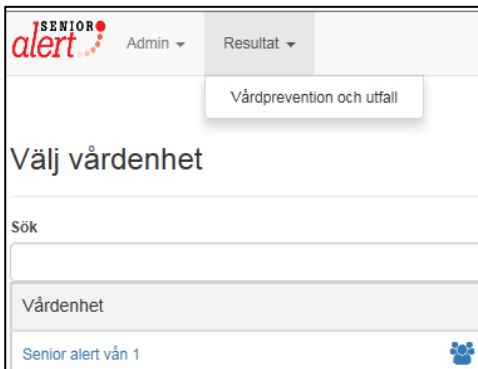 SENIOR
alert
Admin
Resultat
Vårdprevention och utfall
Välj vårdenhet
Sök
Vårdenhet
Senior alert vån 1